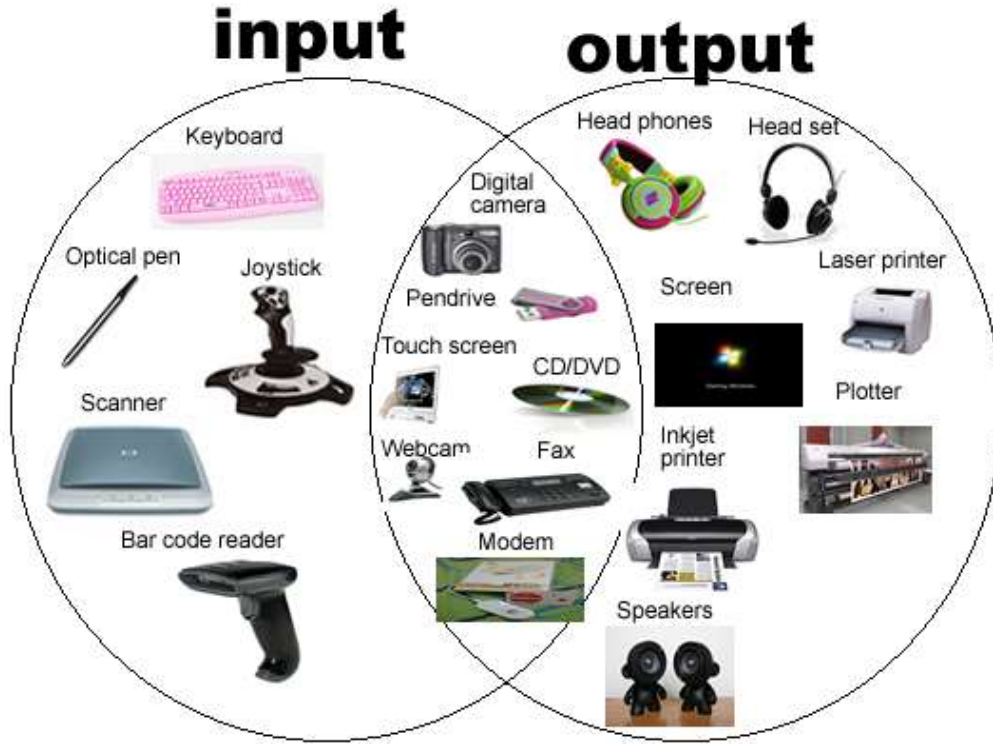 input
output
Keyboard
Optical pen
Joystick
Scanner
Bar code reader
Digital
camera
Pendrive
Touch screen
CD/DVD
Webcam
Fax
Modem
Head phones
Head set
Screen
Laser printer
Plotter
Inkjet
printer
Speakers